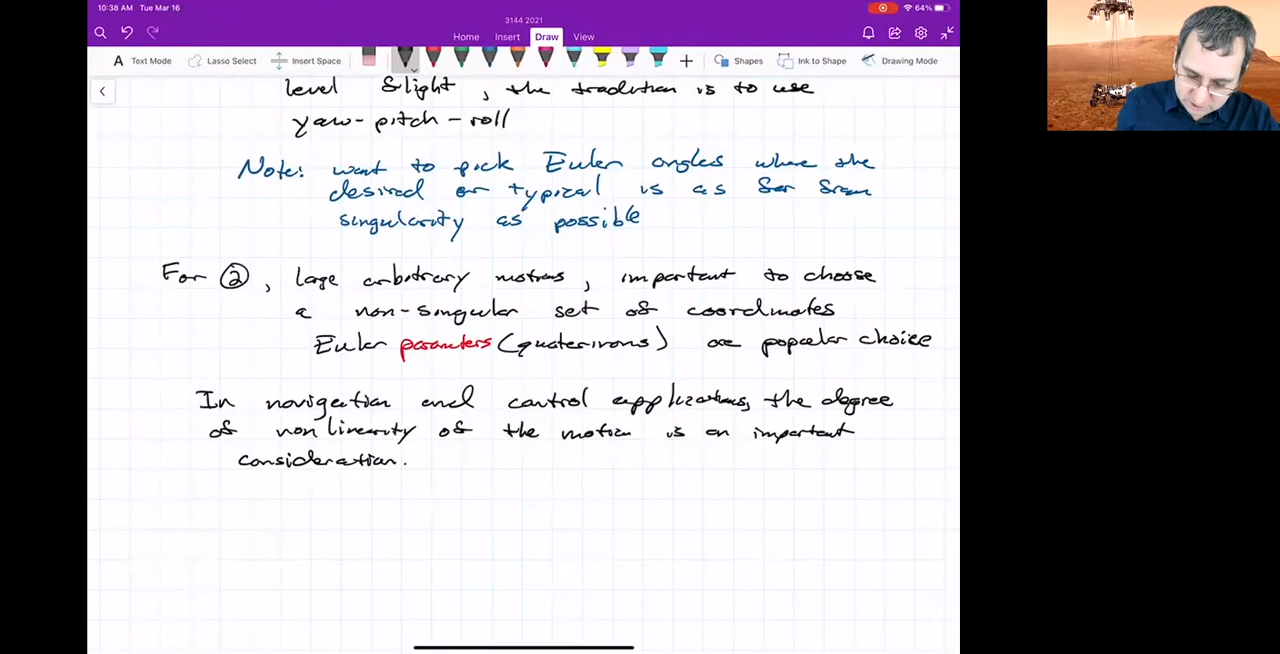 10:38 AM Tue Mar 16
64%
3144 2021
Home Insert Draw View
Text Mode Lasso Select Insert Space Shapes Ink to Shape Drawing Mode
level flight, the tradition is to use
yaw-pitch-roll
Note: want to pick Euler angles where the
desired or typical is as far from
singularity as possible
For ②, large arbitrary motions, important to choose
a non-singular set of coordinates
Euler parameters (quaternions) are popular choice
In navigation and control applications, the degree
of nonlinearity of the motion is an important
consideration.